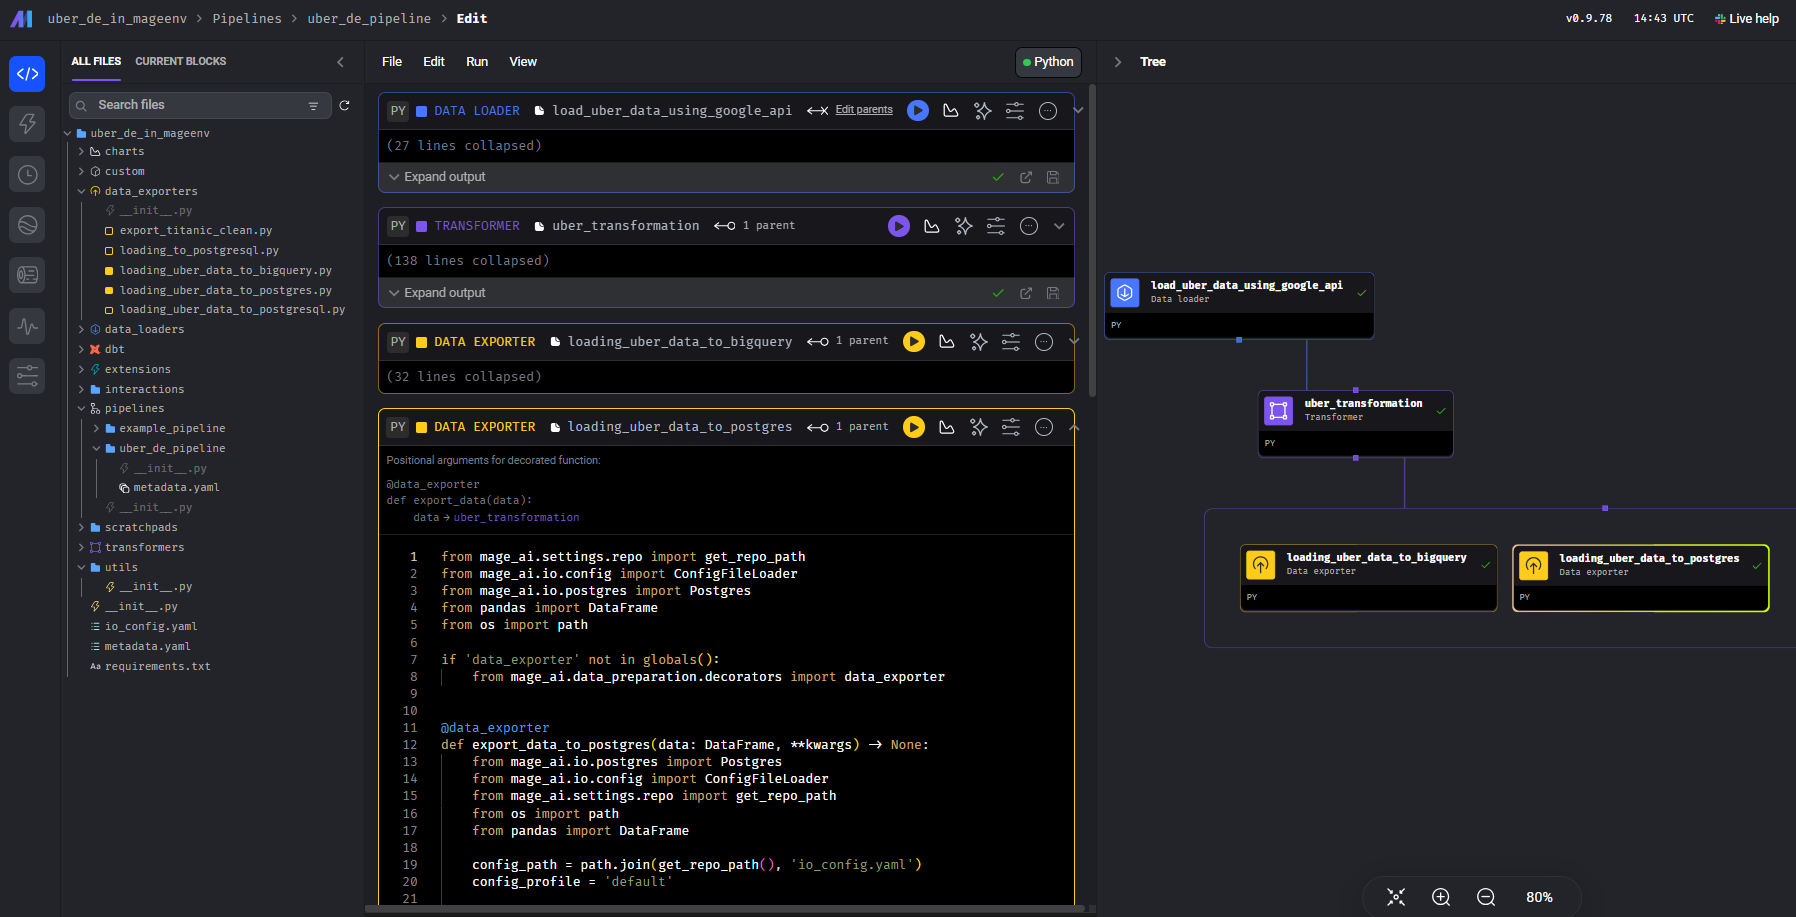 uber_de_in_mageenv > Pipelines > uber_de_pipeline > Edit
v0.9.78 14:43 UTC Live help
ALL FILES CURRENT BLOCKS
Search files
uber_de_in_mageenv
charts
custom
data_exporters
__init__.py
export_titanic_clean.py
loading_to_postgresql.py
loading_uber_data_to_bigquery.py
loading_uber_data_to_postgres.py
loading_uber_data_to_postgresql.py
data_loaders
dbt
extensions
interactions
pipelines
example_pipeline
uber_de_pipeline
__init__.py
metadata.yaml
__init__.py
scratchpads
transformers
utils
__init__.py
__init__.py
io_config.yaml
metadata.yaml
Aa requirements.txt
File Edit Run View
Python
PY DATA LOADER load_uber_data_using_google_api Edit parents
(27 lines collapsed)
Expand output
PY TRANSFORMER uber_transformation 1 parent
(138 lines collapsed)
Expand output
PY DATA EXPORTER loading_uber_data_to_bigquery 1 parent
(32 lines collapsed)
PY DATA EXPORTER loading_uber_data_to_postgres 1 parent
Positional arguments for decorated function:
@data_exporter
def export_data(data):
data → uber_transformation
1 from mage_ai.settings.repo import get_repo_path
2 from mage_ai.io.config import ConfigFileLoader
3 from mage_ai.io.postgres import Postgres
4 from pandas import DataFrame
5 from os import path
6
7 if 'data_exporter' not in globals():
8 from mage_ai.data_preparation.decorators import data_exporter
9
10
11 @data_exporter
12 def export_data_to_postgres(data: DataFrame, **kwargs) -> None:
13 from mage_ai.io.postgres import Postgres
14 from mage_ai.io.config import ConfigFileLoader
15 from mage_ai.settings.repo import get_repo_path
16 from os import path
17 from pandas import DataFrame
18
19 config_path = path.join(get_repo_path(), 'io_config.yaml')
20 config_profile = 'default'
21
Tree
load_uber_data_using_google_api
Data loader
PY
uber_transformation
Transformer
PY
loading_uber_data_to_bigquery
Data exporter
PY
loading_uber_data_to_postgres
Data exporter
PY
80%